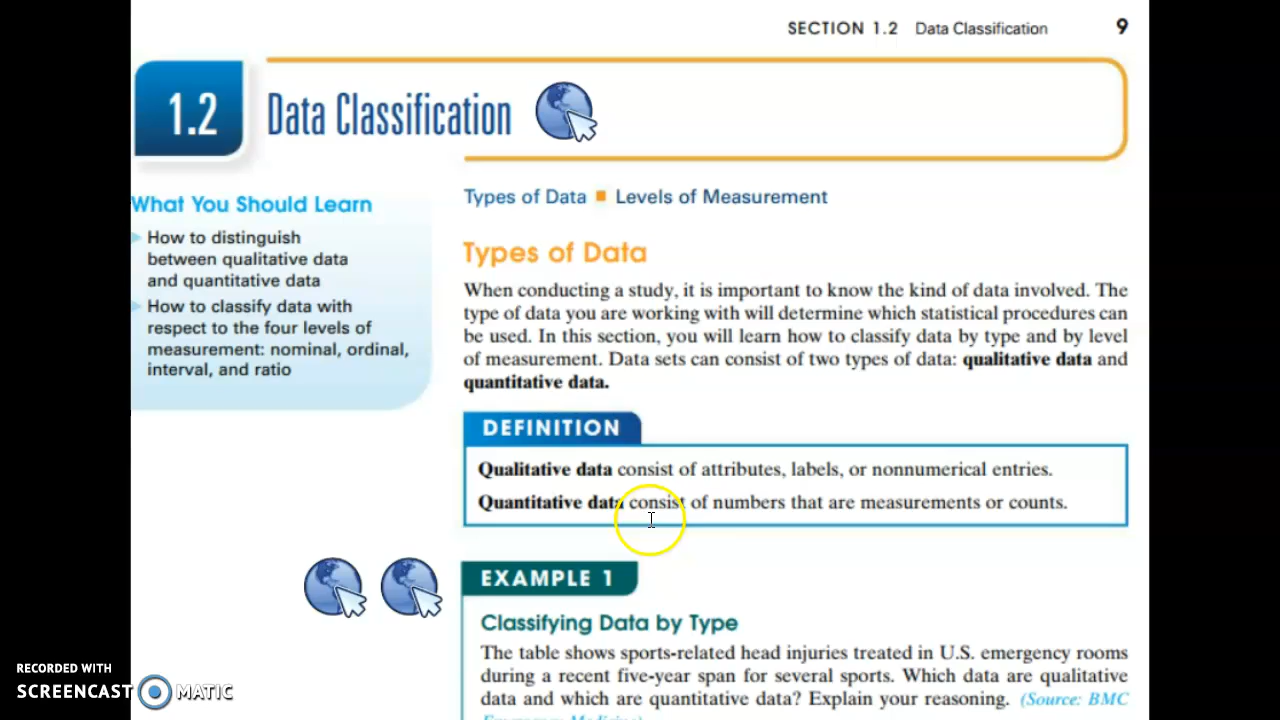 SECTION 1.2 Data Classification 9
1.2 Data Classification
What You Should Learn
How to distinguish
between qualitative data
and quantitative data
How to classify data with
respect to the four levels of
measurement: nominal, ordinal,
interval, and ratio
Types of Data ■ Levels of Measurement
Types of Data
When conducting a study, it is important to know the kind of data involved. The
type of data you are working with will determine which statistical procedures can
be used. In this section, you will learn how to classify data by type and by level
of measurement. Data sets can consist of two types of data: qualitative data and
quantitative data.
DEFINITION
Qualitative data consist of attributes, labels, or nonnumerical entries.
Quantitative data consist of numbers that are measurements or counts.
EXAMPLE 1
Classifying Data by Type
The table shows sports-related head injuries treated in U.S. emergency rooms
during a recent five-year span for several sports. Which data are qualitative
data and which are quantitative data? Explain your reasoning. (Source: BMC
Emergency Medicine)
RECORDED WITH
SCREENCAST MATIC